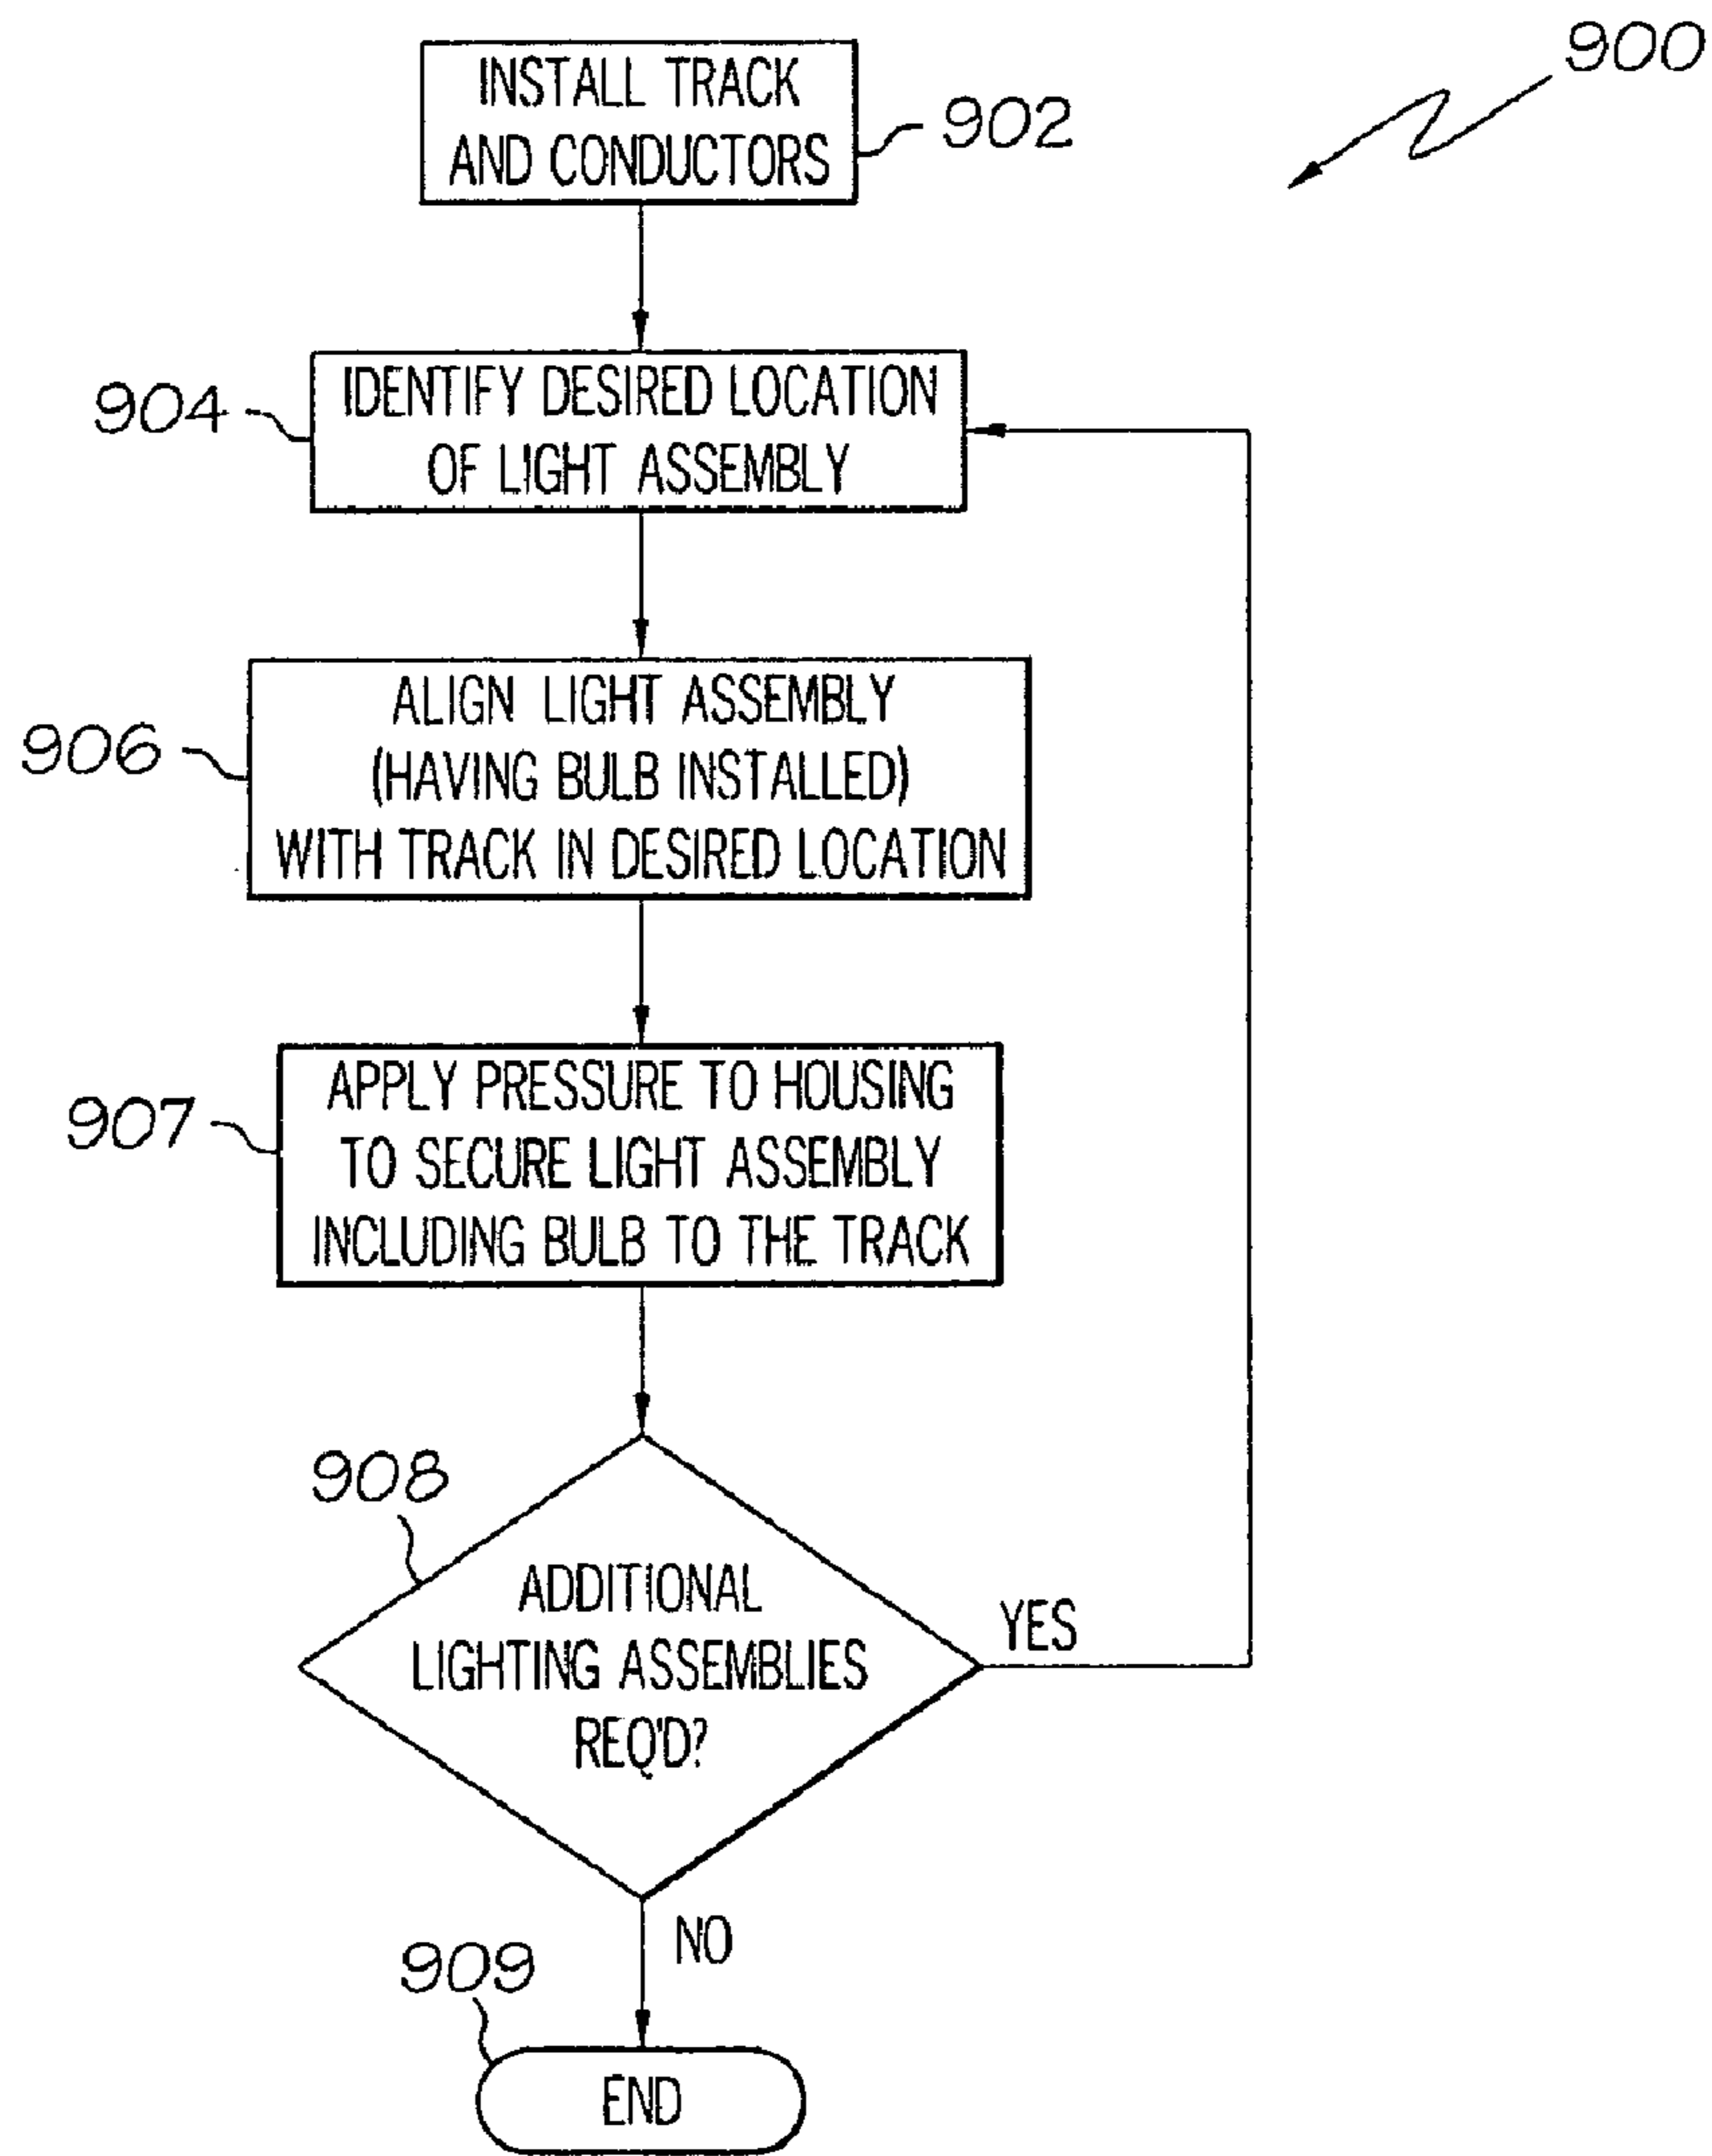 900
INSTALL TRACK
AND CONDUCTORS
902
904
IDENTIFY DESIRED LOCATION
OF LIGHT ASSEMBLY
906
ALIGN LIGHT ASSEMBLY
(HAVING BULB INSTALLED)
WITH TRACK IN DESIRED LOCATION
907
APPLY PRESSURE TO HOUSING
TO SECURE LIGHT ASSEMBLY
INCLUDING BULB TO THE TRACK
908
ADDITIONAL
LIGHTING ASSEMBLIES
REQ'D?
YES
NO
909
END